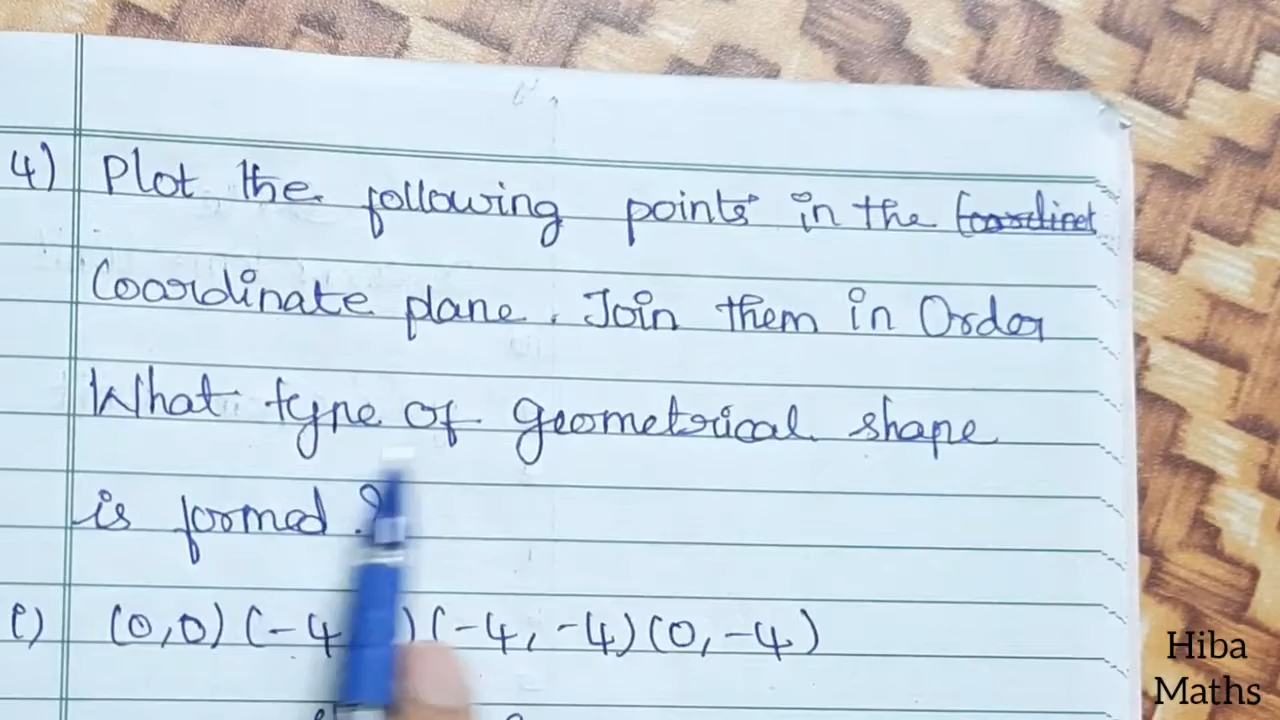 4) Plot the following points in the
Coordinate plane. Join them in Order
What type of geometrical shape
is formed ?
(0,0) (-4 ) (-4, -4) (0, -4)
Hiba
Maths